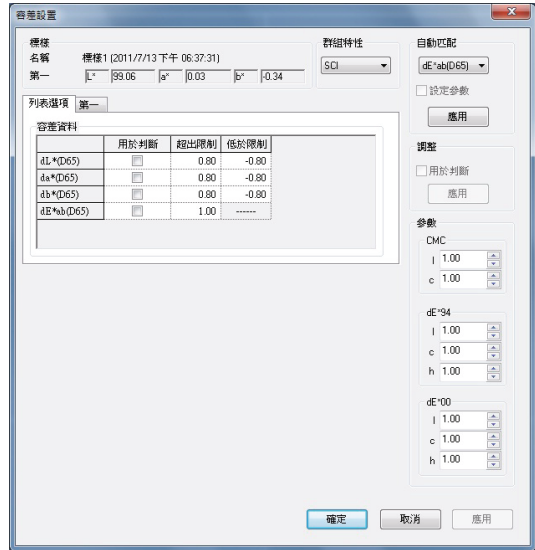 容差設置
標樣
名稱 標樣1 (2011/7/13 下午 06:37:31)
第一 L* 99.06 a* 0.03 b* -0.34
群組特性
SCI
自動匹配
dE*ab(D65)
設定參數
應用
列表選項 第一
容差資料
用於判斷 超出限制 低於限制
dL*(D65) 0.80 -0.80
da*(D65) 0.80 -0.80
db*(D65) 0.80 -0.80
dE*ab(D65) 1.00 ------
調整
用於判斷
應用
參數
CMC
l 1.00
c 1.00
dE*94
l 1.00
c 1.00
h 1.00
dE*00
l 1.00
c 1.00
h 1.00
確定 取消 應用